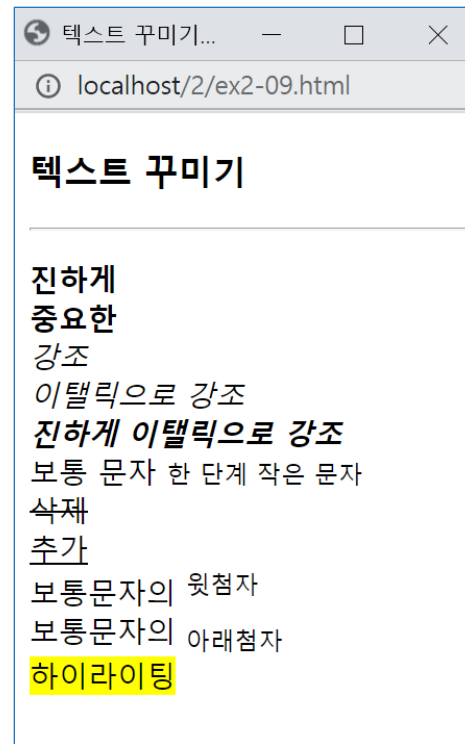 텍스트 꾸미기...
localhost/2/ex2-09.html
텍스트 꾸미기
진하게
중요한
강조
이탤릭으로 강조
진하게 이탤릭으로 강조
보통 문자 한 단계 작은 문자
삭제
추가
보통문자의 윗첨자
보통문자의 아래첨자
하이라이팅